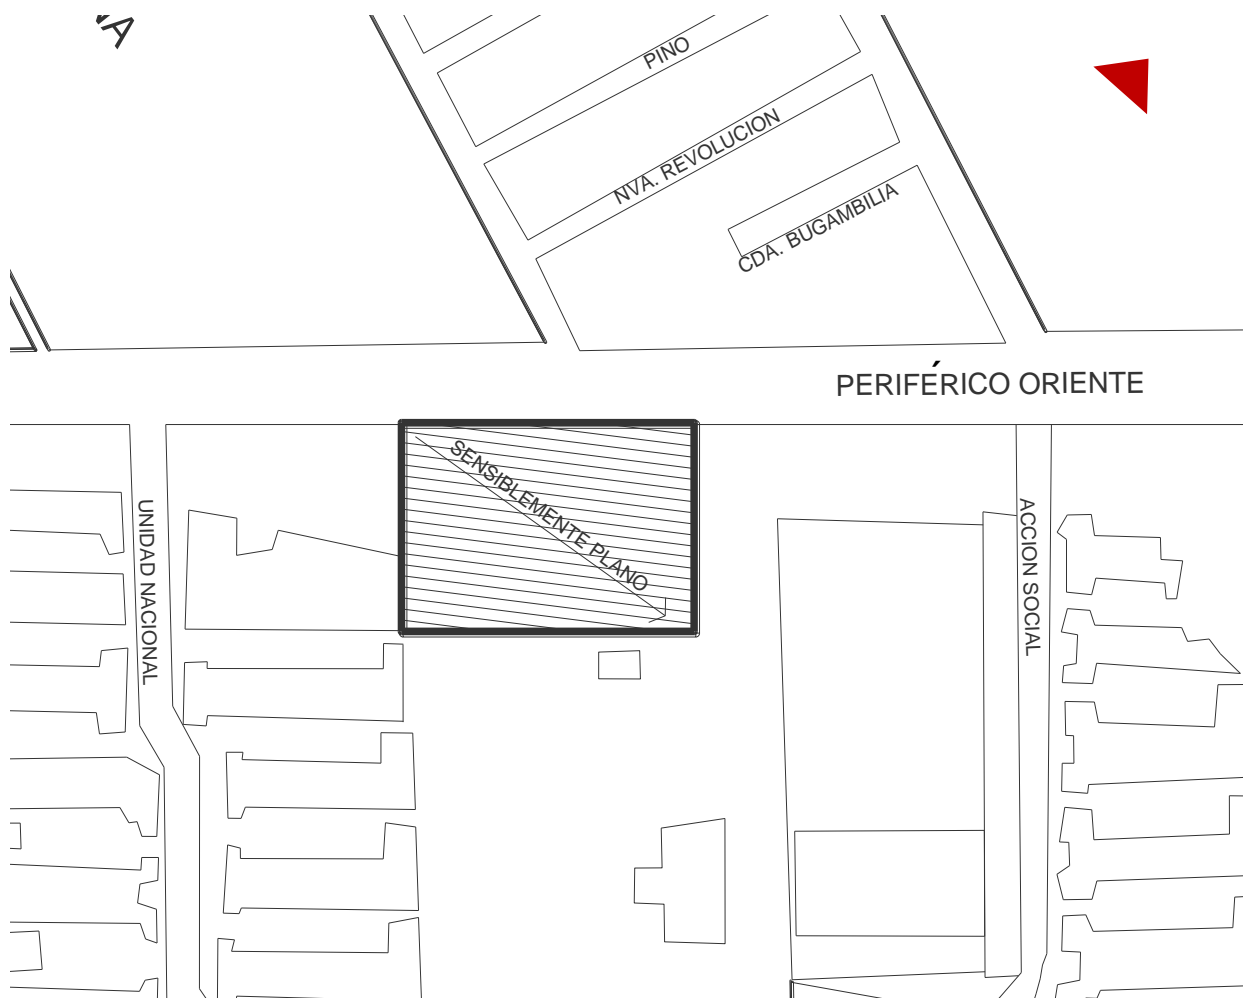 PINO
NVA. REVOLUCION
CDA. BUGAMBILIA
PERIFÉRICO ORIENTE
SENSIBLEMENTE PLANO
UNIDAD NACIONAL
ACCION SOCIAL